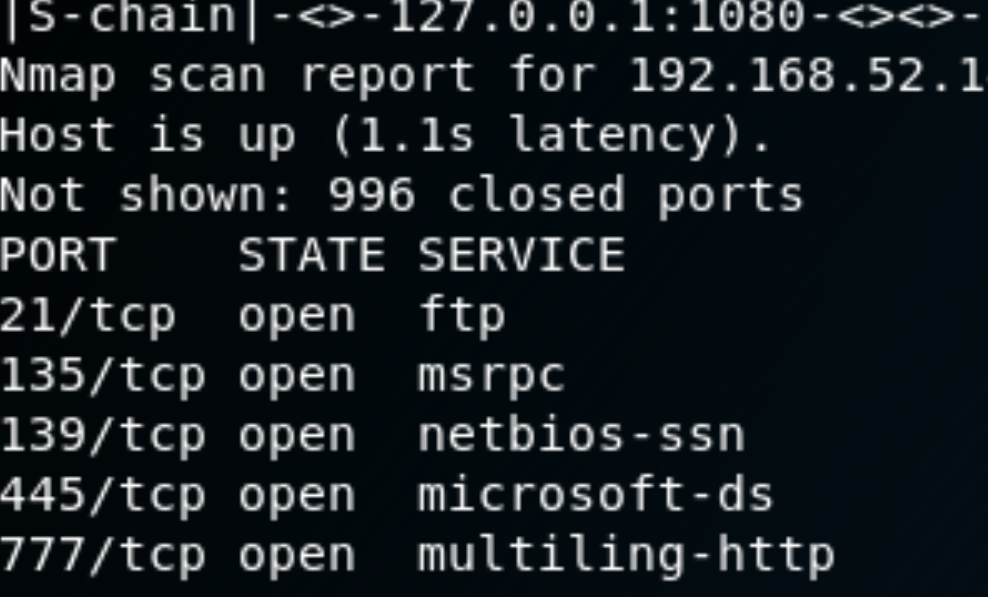 |S-chain|-<>-127.0.0.1:1080-<><>-
Nmap scan report for 192.168.52.1
Host is up (1.1s latency).
Not shown: 996 closed ports
PORT    STATE SERVICE
21/tcp  open  ftp
135/tcp open  msrpc
139/tcp open  netbios-ssn
445/tcp open  microsoft-ds
777/tcp open  multiling-http